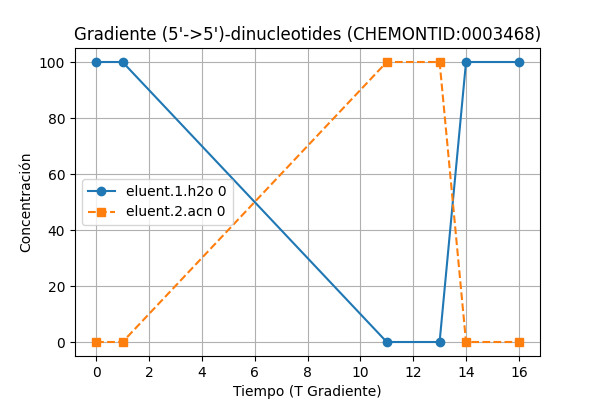 Gradiente (5'->5')-dinucleotides (CHEMONTID:0003468)
100
80
60
40
20
0
Concentración
eluent.1.h2o 0
eluent.2.acn 0
0 2 4 6 8 10 12 14 16
Tiempo (T Gradiente)